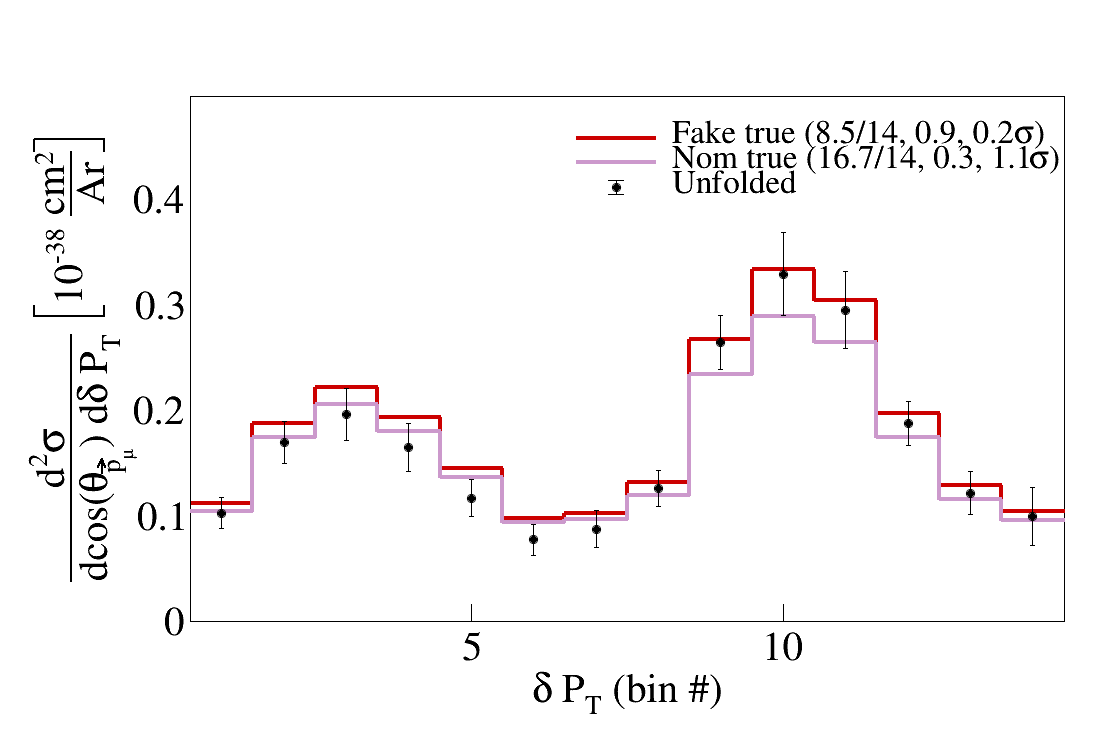 Fake true (8.5/14, 0.9, 0.2σ)
Nom true (16.7/14, 0.3, 1.1σ)
Unfolded
d²σ
dcos(θ_{p⃗_μ}) dδ P_T
[10⁻³⁸ cm²
Ar]
0.4
0.3
0.2
0.1
0
5
10
δ P_T (bin #)